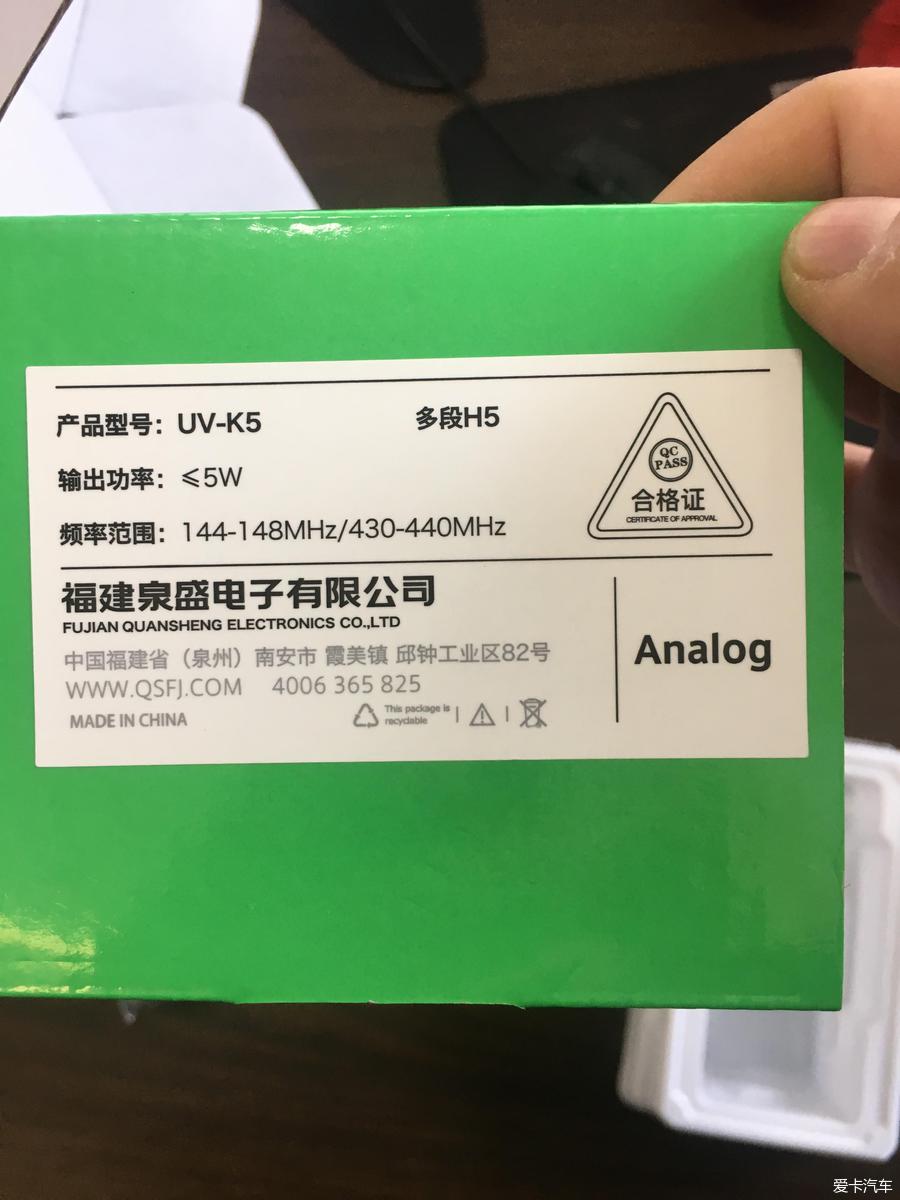 产品型号：UV-K5 多段H5
输出功率：≤5W
频率范围：144-148MHz/430-440MHz
QC
PASS
合格证
CERTIFICATE OF APPROVAL
福建泉盛电子有限公司
FUJIAN QUANSHENG ELECTRONICS CO.,LTD
中国福建省（泉州）南安市 霞美镇 邱钟工业区82号
WWW.QSFJ.COM 4006 365 825
MADE IN CHINA
This package is
recyclable
Analog
爱卡汽车